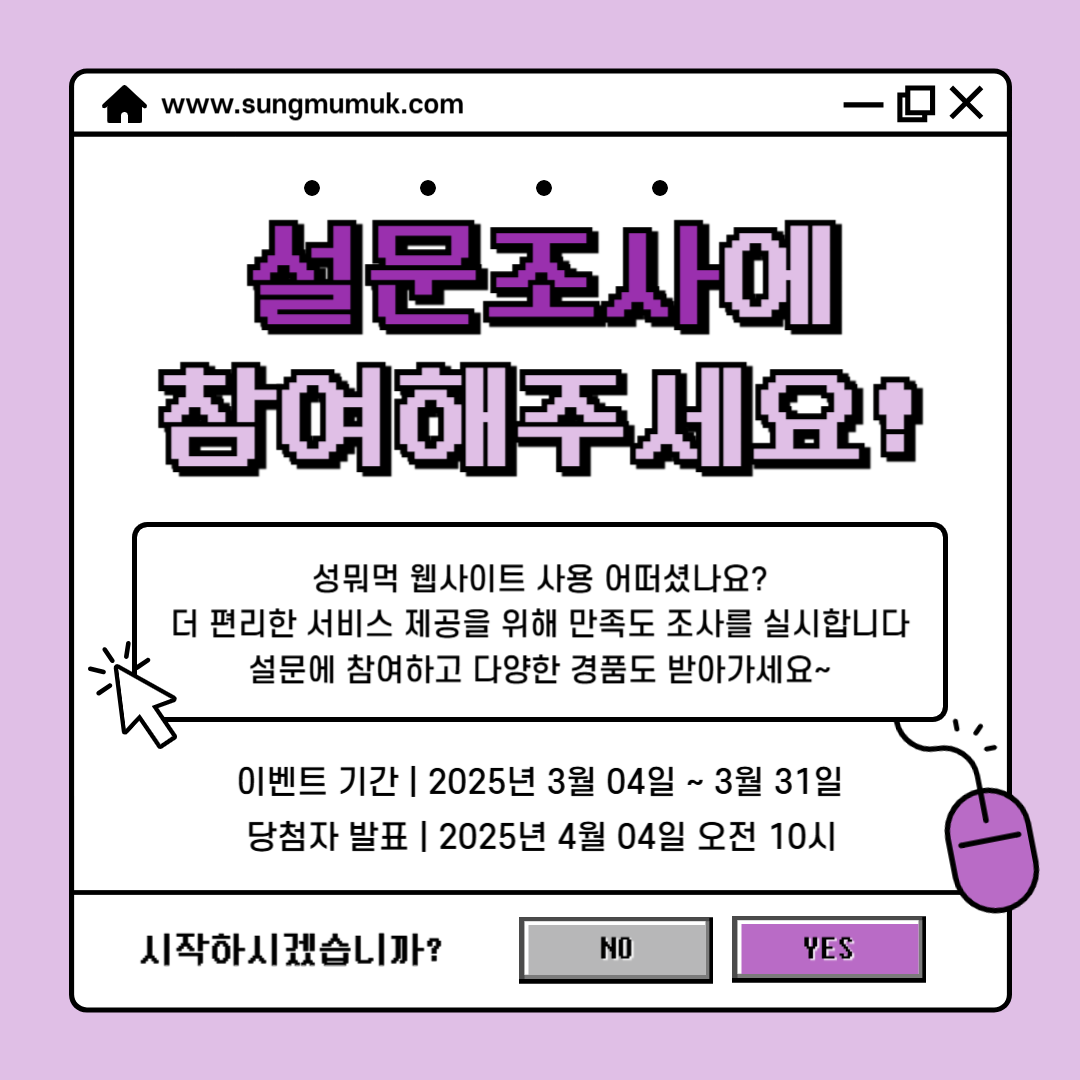 www.sungmumuk.com
설문조사에
참여해주세요!
성뭐먹 웹사이트 사용 어떠셨나요?
더 편리한 서비스 제공을 위해 만족도 조사를 실시합니다
설문에 참여하고 다양한 경품도 받아가세요~
이벤트 기간 | 2025년 3월 04일 ~ 3월 31일
당첨자 발표 | 2025년 4월 04일 오전 10시
시작하시겠습니까? NO YES